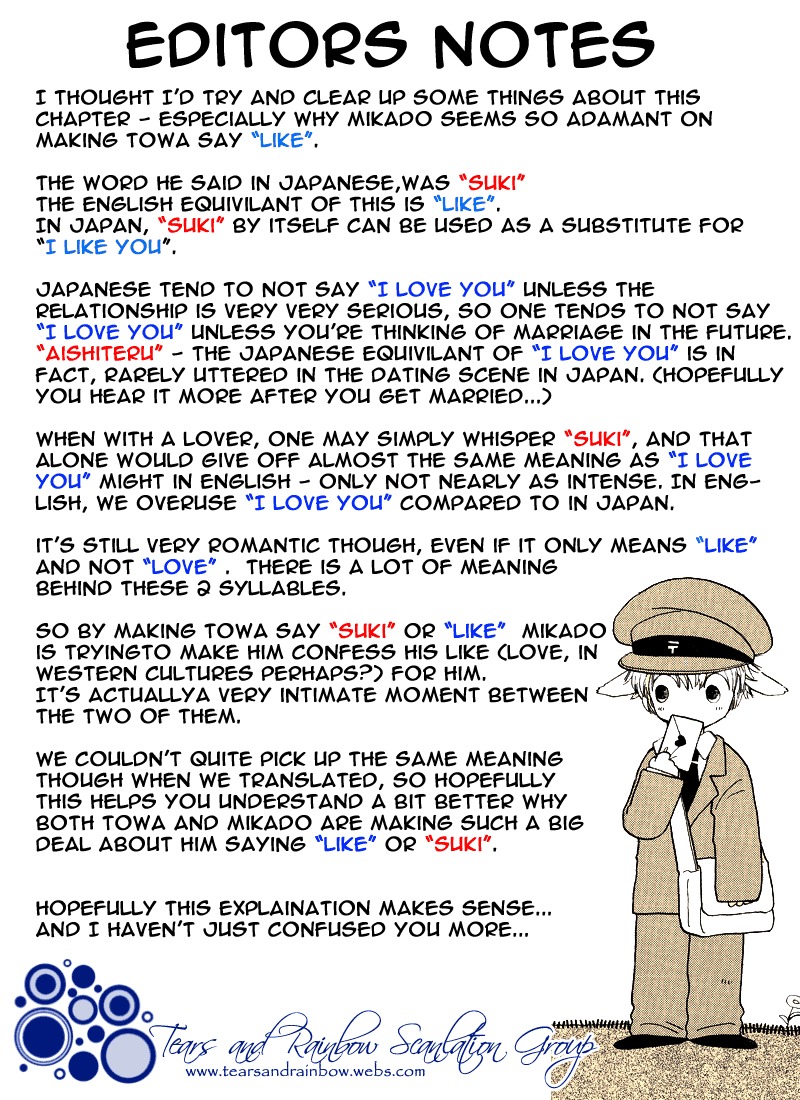 EDITORS NOTES
I THOUGHT I'D TRY AND CLEAR UP SOME THINGS ABOUT THIS
CHAPTER – ESPECIALLY WHY MIKADO SEEMS SO ADAMANT ON
MAKING TOWA SAY "LIKE".
THE WORD HE SAID IN JAPANESE,WAS "SUKI"
THE ENGLISH EQUIVILANT OF THIS IS "LIKE".
IN JAPAN, "SUKI" BY ITSELF CAN BE USED AS A SUBSTITUTE FOR
"I LIKE YOU".
JAPANESE TEND TO NOT SAY "I LOVE YOU" UNLESS THE
RELATIONSHIP IS VERY VERY SERIOUS, SO ONE TENDS TO NOT SAY
"I LOVE YOU" UNLESS YOU'RE THINKING OF MARRIAGE IN THE FUTURE.
"AISHITERU" – THE JAPANESE EQUIVILANT OF "I LOVE YOU" IS IN
FACT, RARELY UTTERED IN THE DATING SCENE IN JAPAN. (HOPEFULLY
YOU HEAR IT MORE AFTER YOU GET MARRIED...)
WHEN WITH A LOVER, ONE MAY SIMPLY WHISPER "SUKI", AND THAT
ALONE WOULD GIVE OFF ALMOST THE SAME MEANING AS "I LOVE
YOU" MIGHT IN ENGLISH – ONLY NOT NEARLY AS INTENSE. IN ENG-
LISH, WE OVERUSE "I LOVE YOU" COMPARED TO IN JAPAN.
IT'S STILL VERY ROMANTIC THOUGH, EVEN IF IT ONLY MEANS "LIKE"
AND NOT "LOVE" . THERE IS A LOT OF MEANING
BEHIND THESE 2 SYLLABLES.
SO BY MAKING TOWA SAY "SUKI" OR "LIKE" MIKADO
IS TRYINGTO MAKE HIM CONFESS HIS LIKE (LOVE, IN
WESTERN CULTURES PERHAPS?) FOR HIM.
IT'S ACTUALLYA VERY INTIMATE MOMENT BETWEEN
THE TWO OF THEM.
WE COULDN'T QUITE PICK UP THE SAME MEANING
THOUGH WHEN WE TRANSLATED, SO HOPEFULLY
THIS HELPS YOU UNDERSTAND A BIT BETTER WHY
BOTH TOWA AND MIKADO ARE MAKING SUCH A BIG
DEAL ABOUT HIM SAYING "LIKE" OR "SUKI".
HOPEFULLY THIS EXPLAINATION MAKES SENSE...
AND I HAVEN'T JUST CONFUSED YOU MORE...
〒
Tears and Rainbow Scanlation Group
www.tearsandrainbow.webs.com